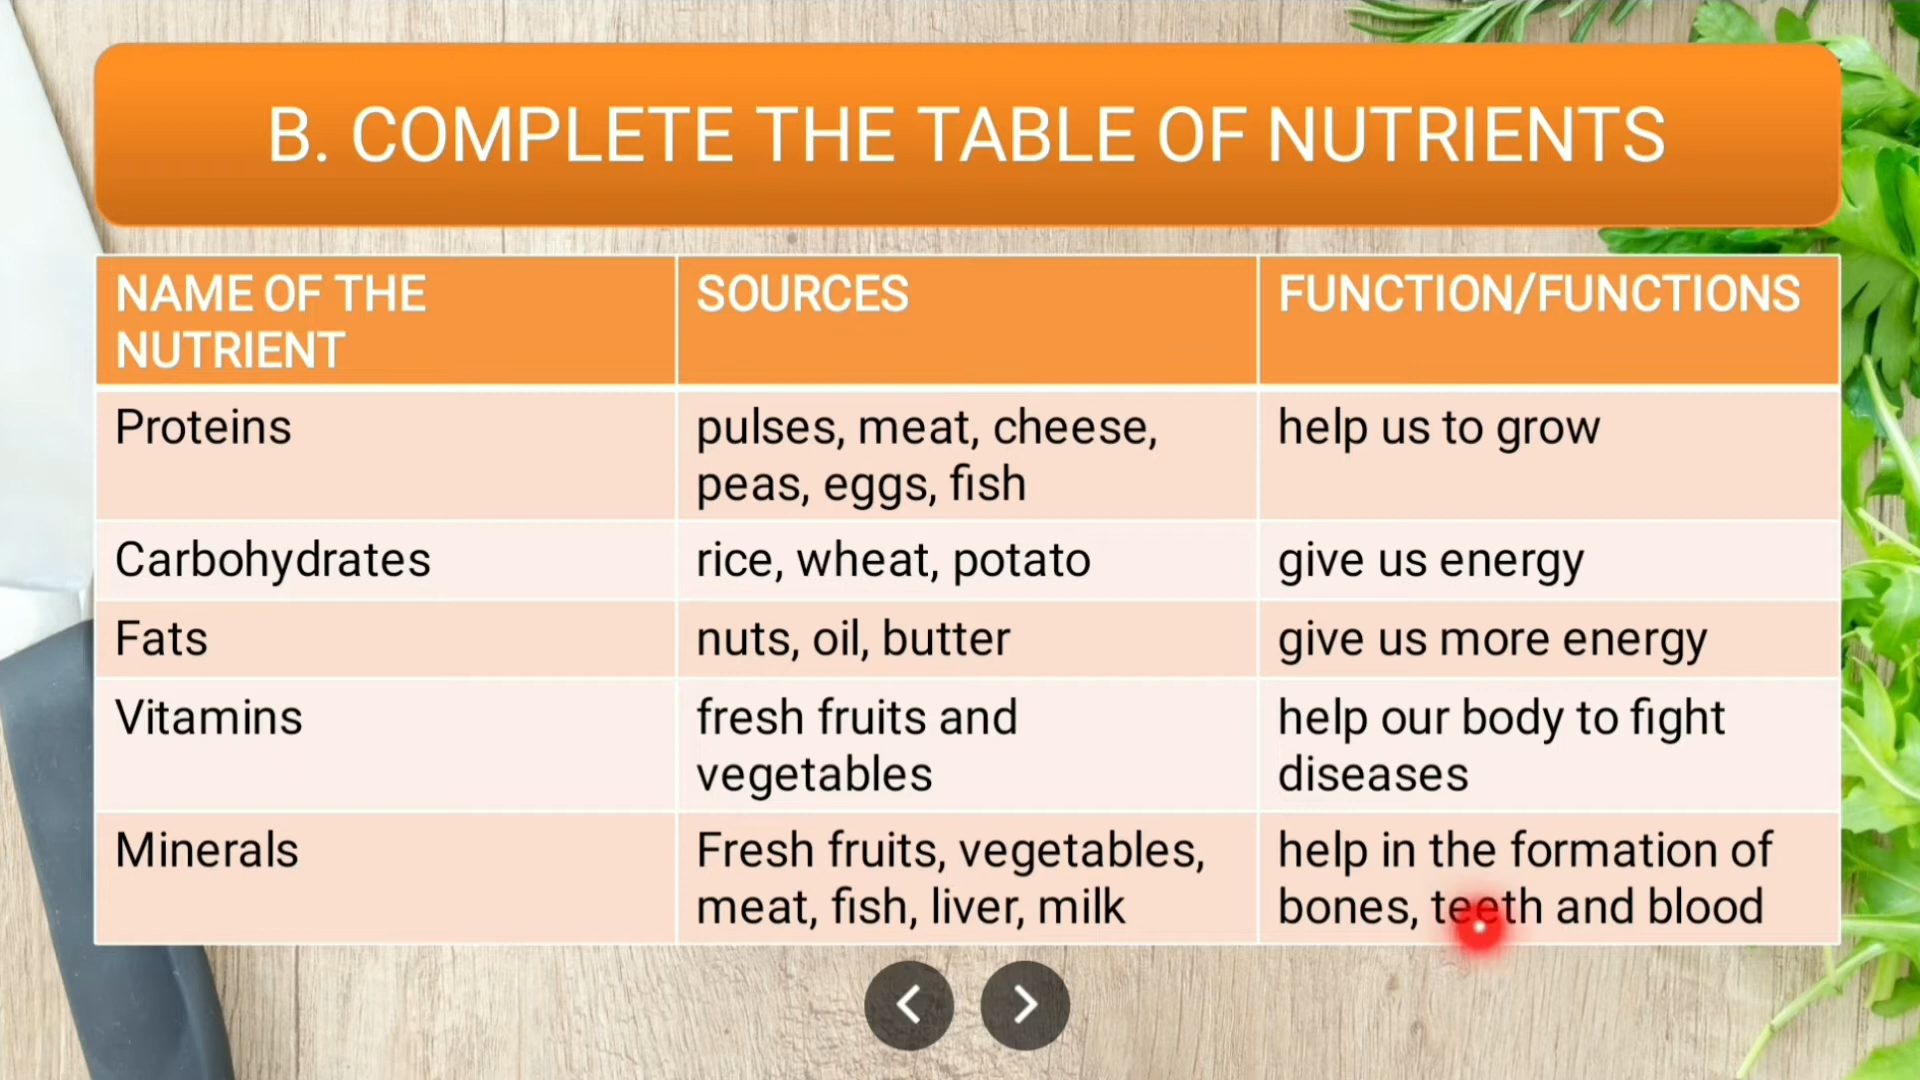 B. COMPLETE THE TABLE OF NUTRIENTS
NAME OF THE
NUTRIENT
SOURCES
FUNCTION/FUNCTIONS
Proteins
pulses, meat, cheese,
peas, eggs, fish
help us to grow
Carbohydrates
rice, wheat, potato
give us energy
Fats
nuts, oil, butter
give us more energy
Vitamins
fresh fruits and
vegetables
help our body to fight
diseases
Minerals
Fresh fruits, vegetables,
meat, fish, liver, milk
help in the formation of
bones, teeth and blood